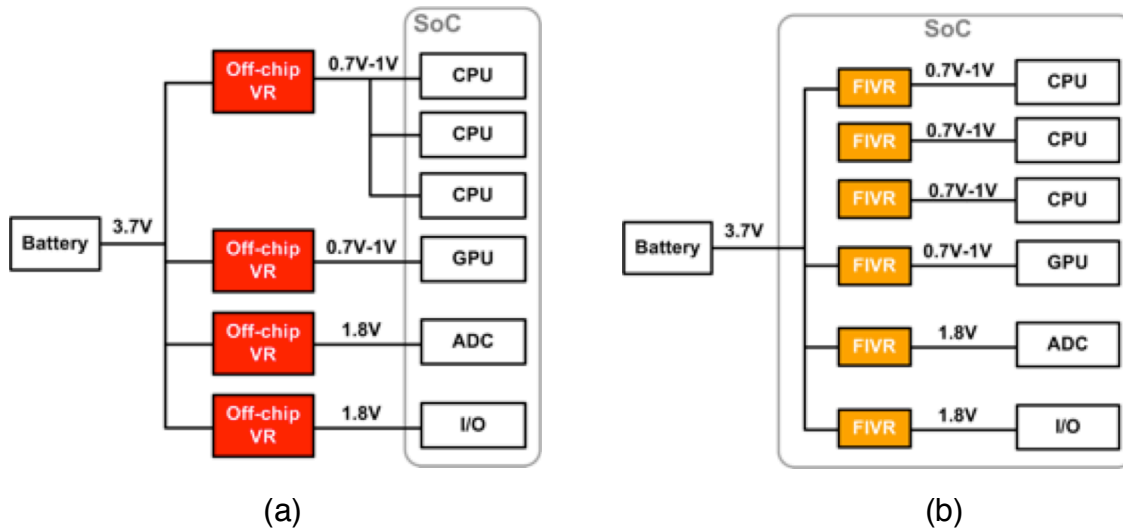 SoC
Off-chip
VR
0.7V-1V
CPU
CPU
CPU
Battery
3.7V
Off-chip
VR
0.7V-1V
GPU
Off-chip
VR
1.8V
ADC
Off-chip
VR
1.8V
I/O
(a)
SoC
FIVR
0.7V-1V
CPU
FIVR
0.7V-1V
CPU
FIVR
0.7V-1V
CPU
Battery
3.7V
FIVR
0.7V-1V
GPU
FIVR
1.8V
ADC
FIVR
1.8V
I/O
(b)